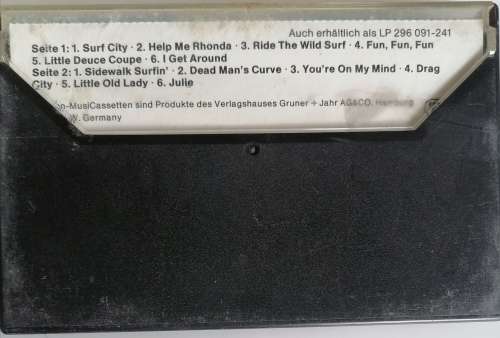 Auch erhältlich als LP 296 091-241
Seite 1: 1. Surf City · 2. Help Me Rhonda · 3. Ride The Wild Surf · 4. Fun, Fun, Fun
5. Little Deuce Coupe · 6. I Get Around
Seite 2: 1. Sidewalk Surfin' · 2. Dead Man's Curve · 3. You're On My Mind · 4. Drag
City · 5. Little Old Lady · 6. Julie
-MusiCassetten sind Produkte des Verlagshauses Gruner + Jahr AG&CO, Hamburg
W. Germany